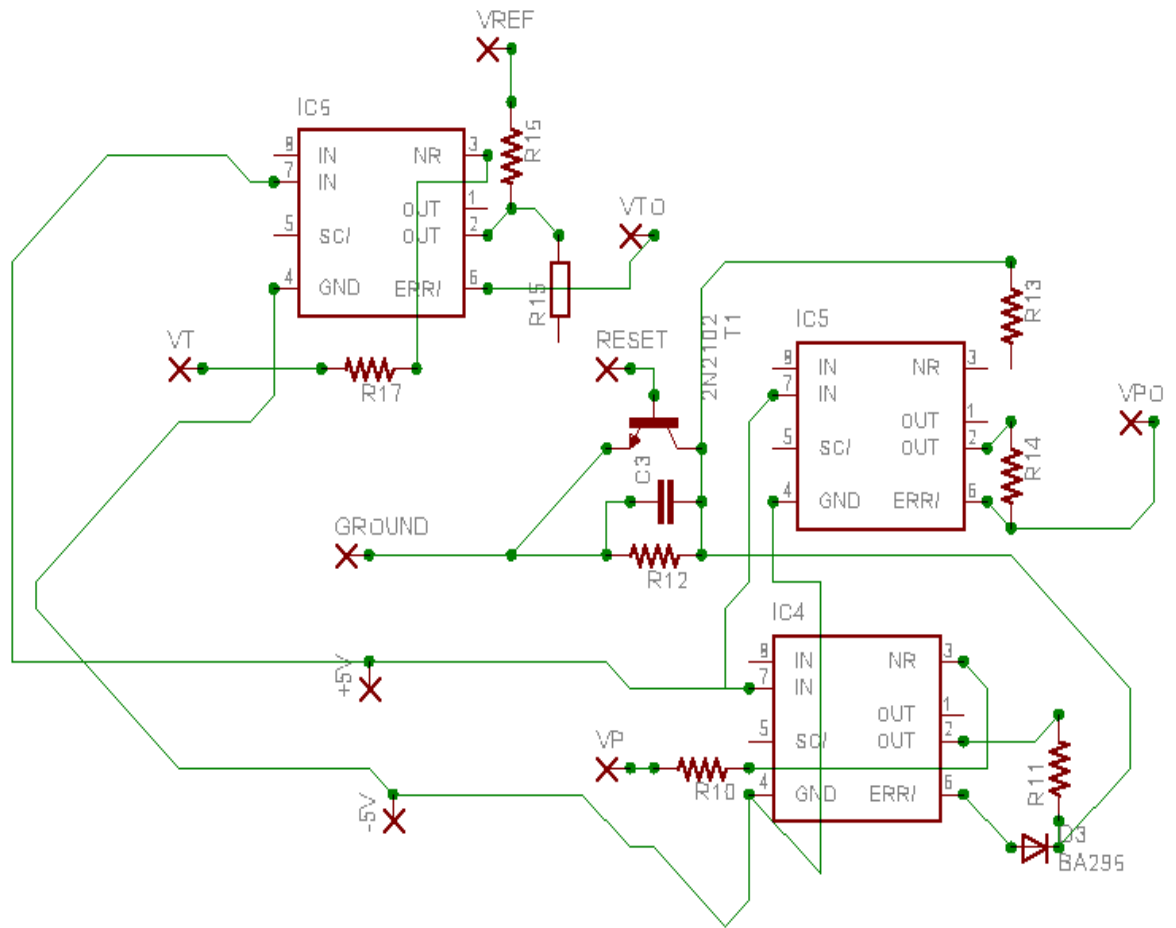 VREF
IC6
R16
8 IN NR 3
7 IN
OUT 1
5 SC/ OUT 2
4 GND ERR/ 6
R15
VTO
VT
R17
RESET
2N2102
T1
C3
GROUND
R12
R13
IC5
8 IN NR 3
7 IN
OUT 1
5 SC/ OUT 2
4 GND ERR/ 6
R14
VPO
IC4
8 IN NR 3
7 IN
OUT 1
5 SC/ OUT 2
4 GND ERR/ 6
+5V
-5V
VP
R10
R11
D3
BA295